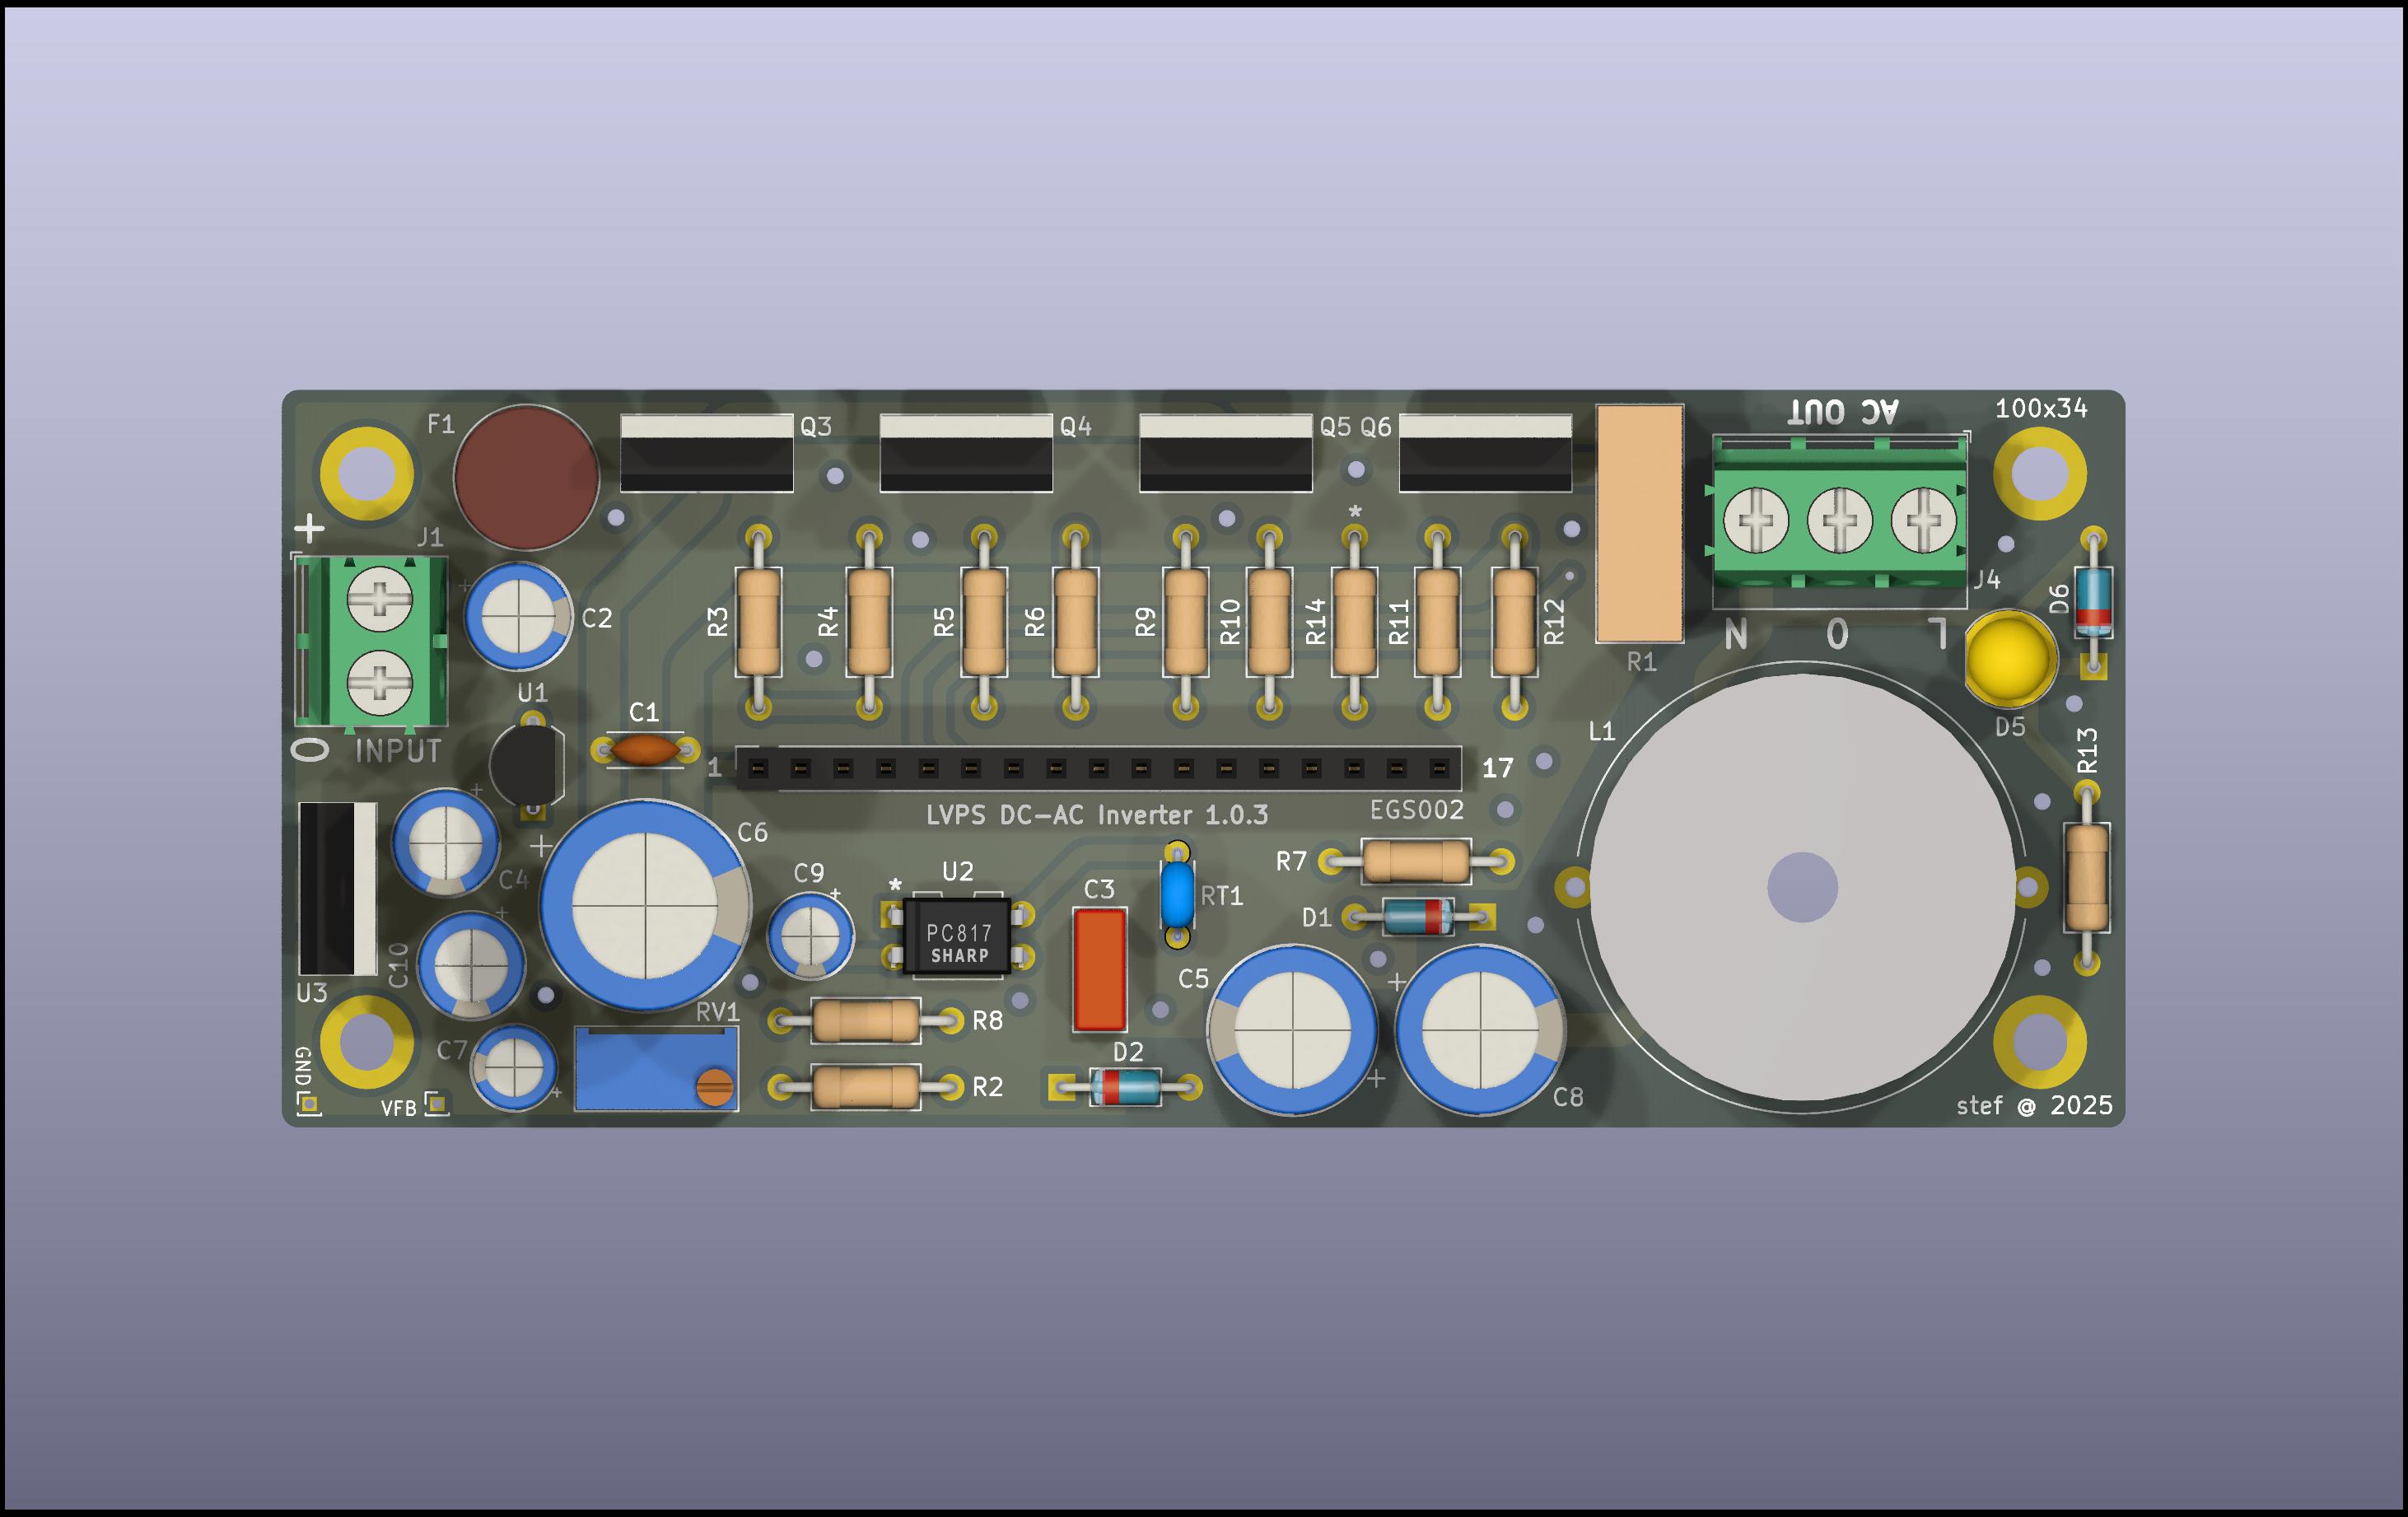 AC OUT
100x34
F1
Q3
Q4
Q5
Q6
*
+
J1
J4
C2
R3
R4
R5
R6
R9
R10
R14
R11
R12
D6
N
O
L
R1
U1
D5
C1
L1
R13
O
INPUT
1
17
+
LVPS DC-AC Inverter 1.0.3
EGS002
C6
+
C4
C9
+
*
U2
C3
RT1
R7
D1
PC817
SHARP
C10
+
U3
C5
+
RV1
R8
C7
D2
+
GND
R2
+
VFB
C8
stef @ 2025